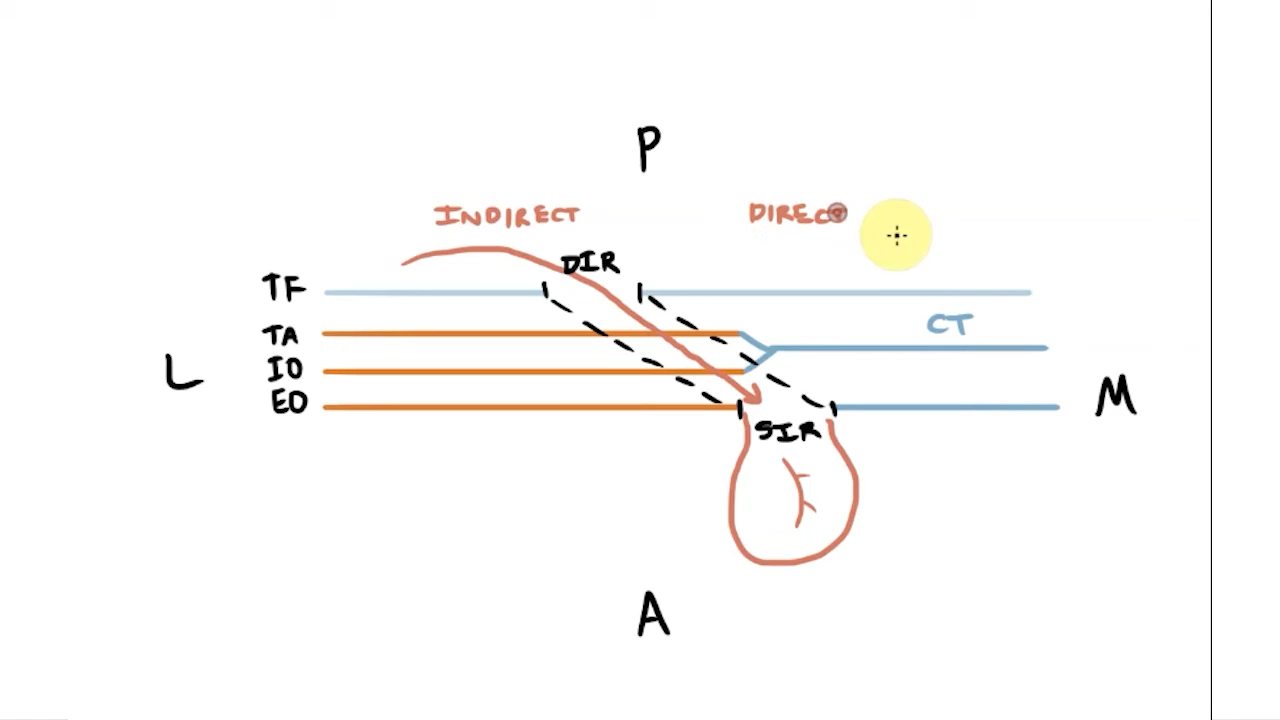 P
INDIRECT DIREC
DIR
TF
CT
TA
L IO
EO M
SIR
A